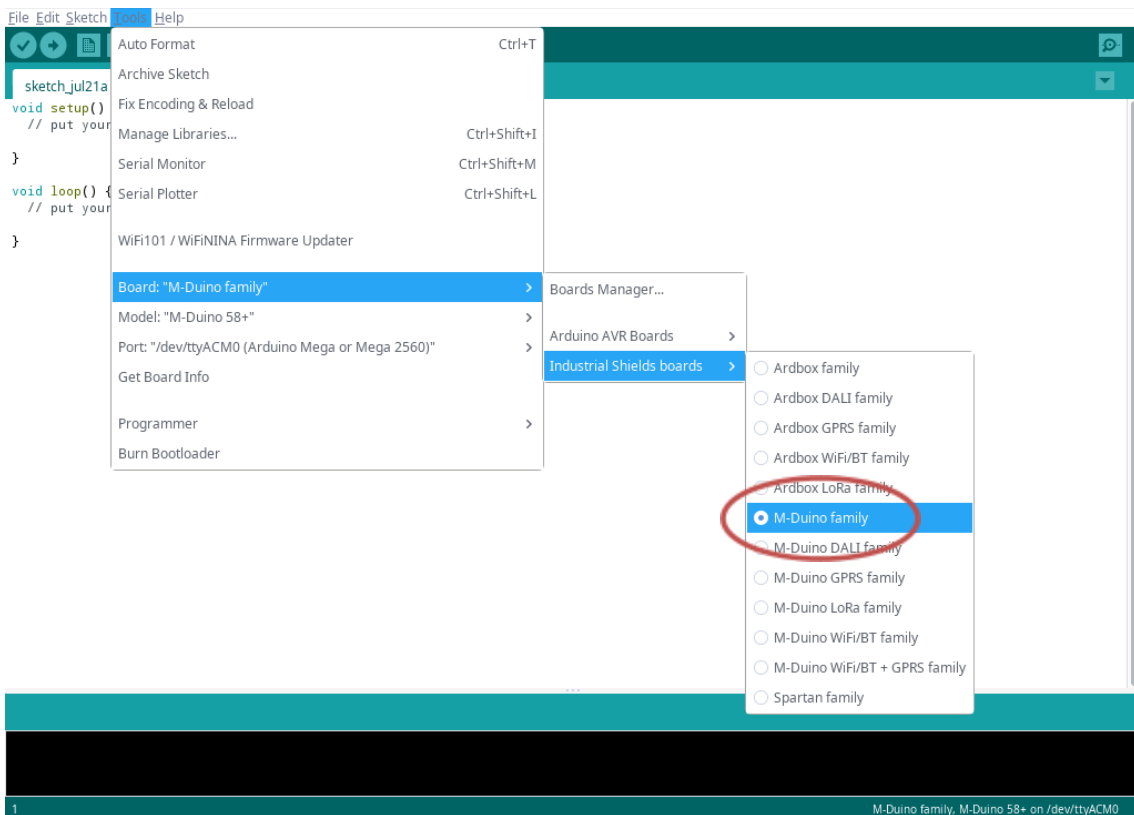 File Edit Sketch Tools Help
Auto Format Ctrl+T
Archive Sketch
sketch_jul21a
Fix Encoding & Reload
void setup()
// put your
Manage Libraries... Ctrl+Shift+I
}
Serial Monitor Ctrl+Shift+M
void loop() {
Serial Plotter Ctrl+Shift+L
// put your
}
WiFi101 / WiFiNINA Firmware Updater
Board: "M-Duino family"
Model: "M-Duino 58+"
Port: "/dev/ttyACM0 (Arduino Mega or Mega 2560)"
Get Board Info
Programmer
Burn Bootloader
Boards Manager...
Arduino AVR Boards
Industrial Shields boards
Ardbox family
Ardbox DALI family
Ardbox GPRS family
Ardbox WiFi/BT family
Ardbox LoRa family
M-Duino family
M-Duino DALI family
M-Duino GPRS family
M-Duino LoRa family
M-Duino WiFi/BT family
M-Duino WiFi/BT + GPRS family
Spartan family
1 M-Duino family, M-Duino 58+ on /dev/ttyACM0